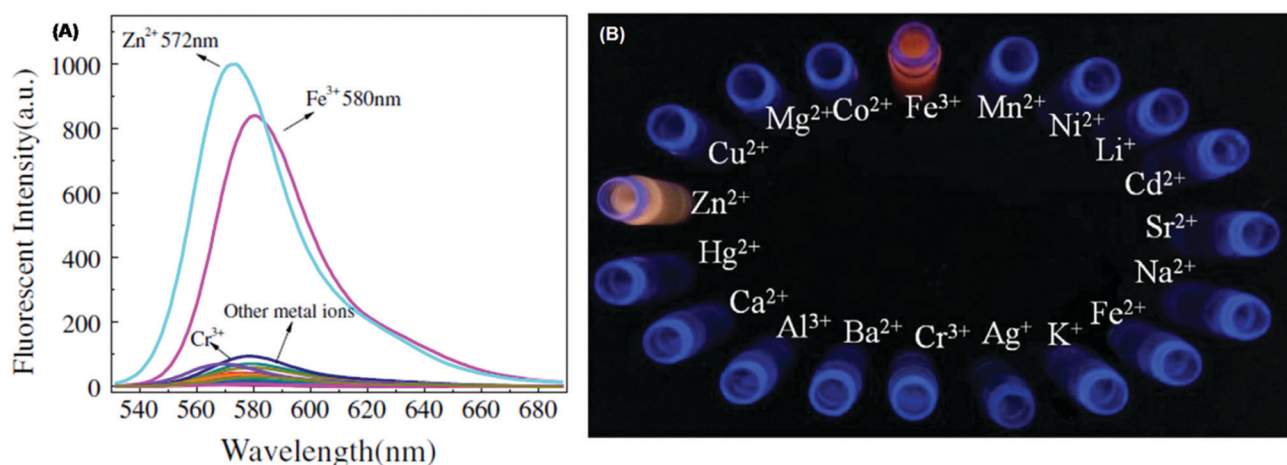 (A)
Zn²⁺ 572nm
Fe³⁺ 580nm
Cr³⁺
Other metal ions
Fluorescent Intensity(a.u.)
1000
800
600
400
200
0
540 560 580 600 620 640 660 680
Wavelength(nm)
(B)
Mg²⁺
Co²⁺
Fe³⁺
Mn²⁺
Ni²⁺
Li⁺
Cd²⁺
Sr²⁺
Na²⁺
Fe²⁺
K⁺
Ag⁺
Cr³⁺
Ba²⁺
Al³⁺
Ca²⁺
Hg²⁺
Zn²⁺
Cu²⁺